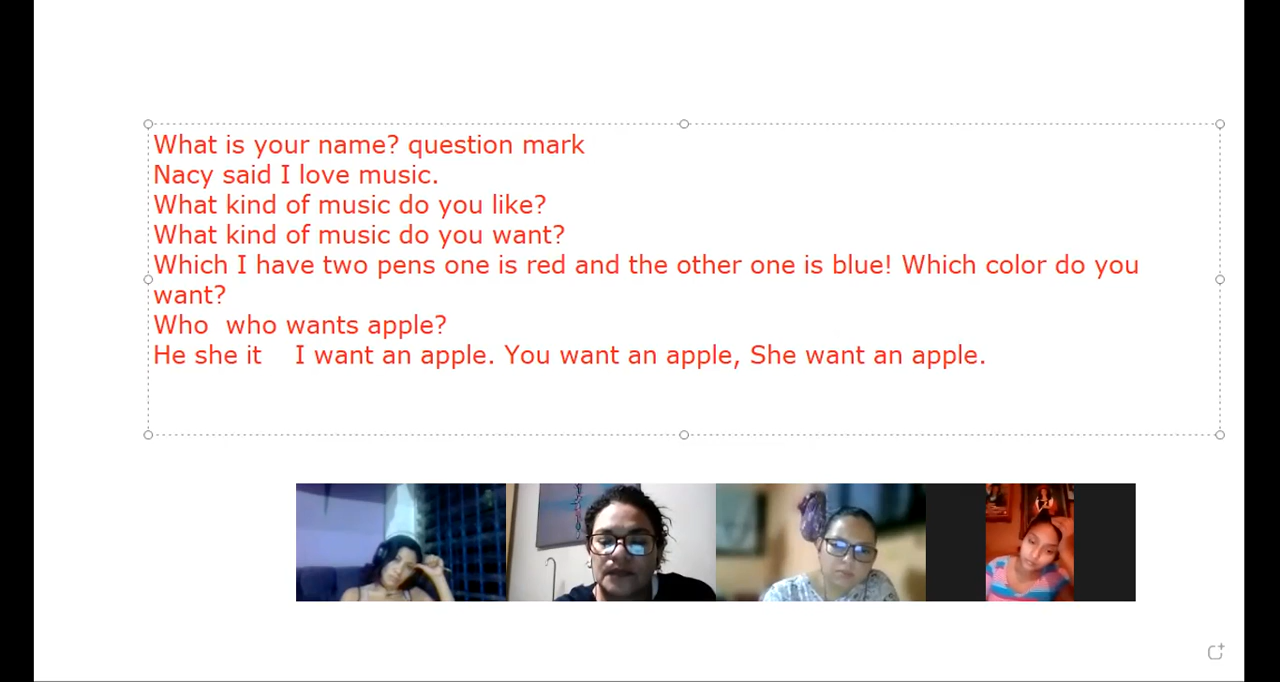 What is your name? question mark
Nacy said I love music.
What kind of music do you like?
What kind of music do you want?
Which I have two pens one is red and the other one is blue! Which color do you
want?
Who  who wants apple?
He she it    I want an apple. You want an apple, She want an apple.